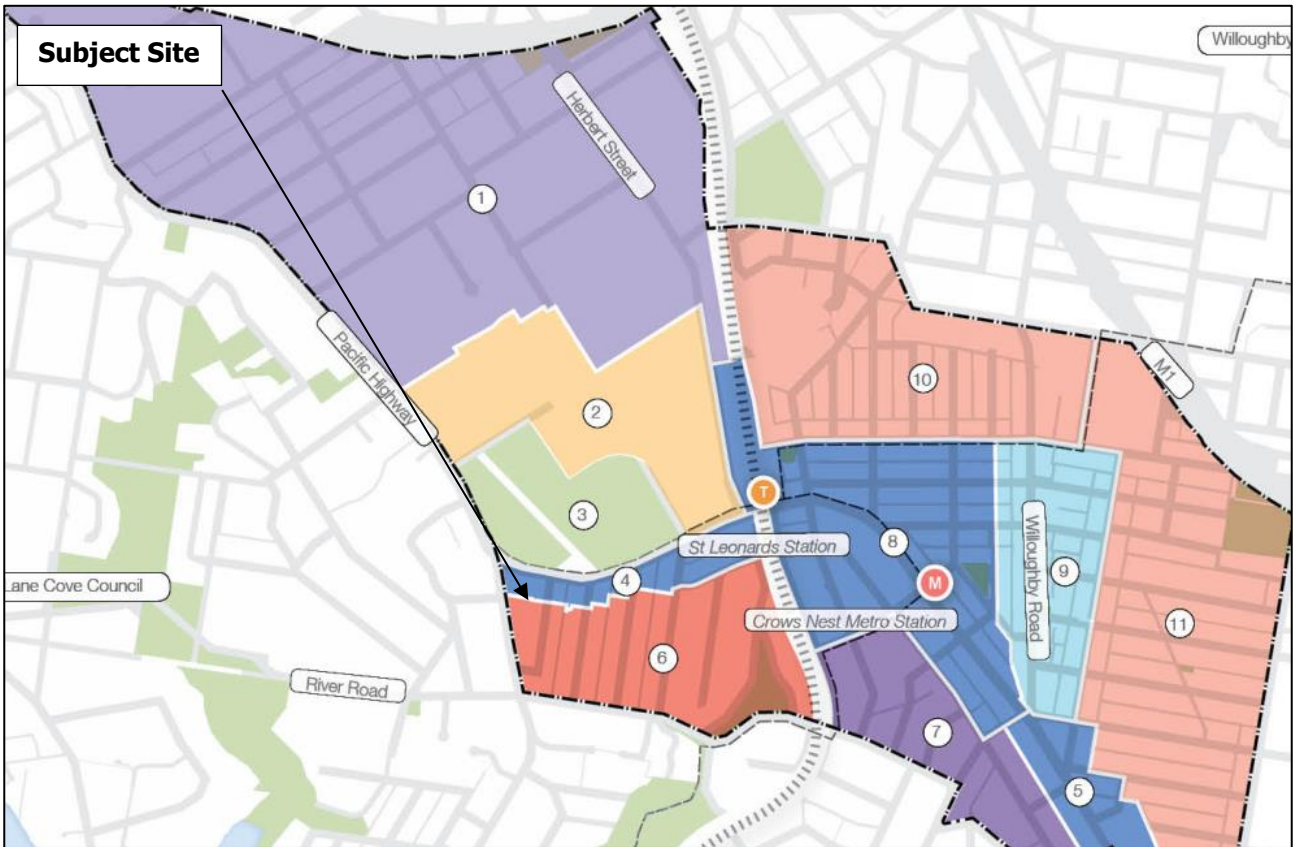 Subject Site
Willoughby
Herbert Street
1
Pacific Highway
10
M1
2
T
3
St Leonards Station
8
Willoughby Road
9
4
M
Lane Cove Council
Crows Nest Metro Station
11
6
River Road
7
5